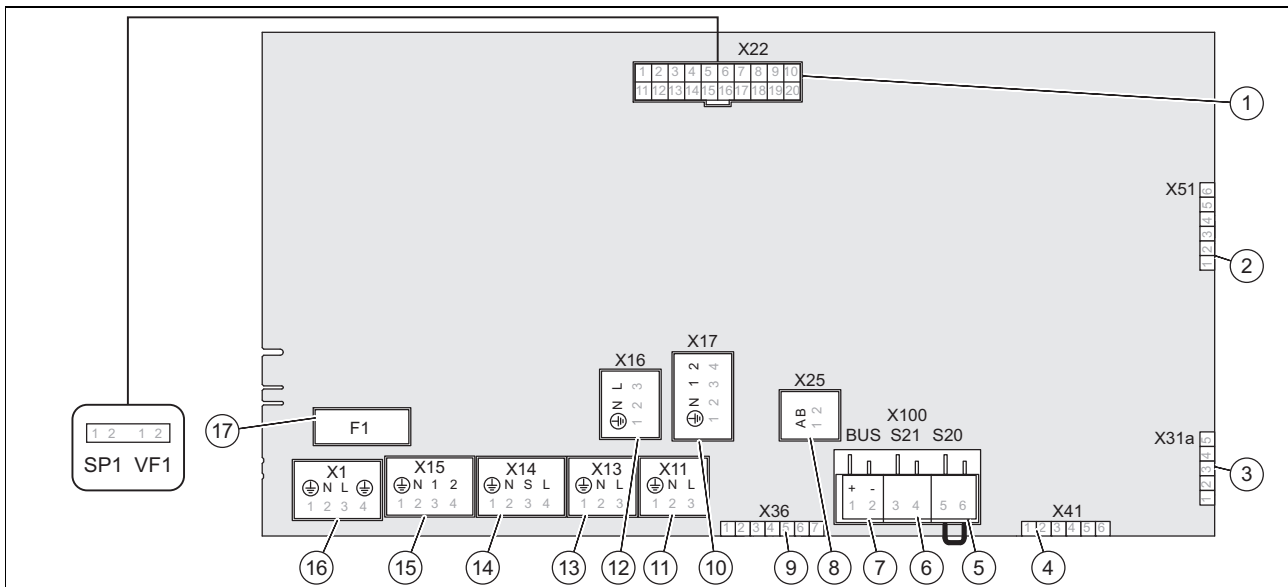 X22
1 2 3 4 5 6 7 8 9 10
11 12 13 14 15 16 17 18 19 20
1
X51
6
5
4
3
2
1
2
X17
X16
1 2
N
3 4
1 2
L
N
3
1 2
X25
A B
1 2
X100
BUS S21 S20
+ -
1 2 3 4 5 6
X31a
5
4
3
2
1
3
1 2 1 2
SP1 VF1
17
F1
X1
N L
1 2 3 4
X15
N 1 2
1 2 3 4
X14
N S L
1 2 3 4
X13
N L
1 2 3
X11
N L
1 2 3
X36
1 2 3 4 5 6 7
X41
1 2 3 4 5 6
16 15 14 13 12 11 10 9 8 7 6 5 4